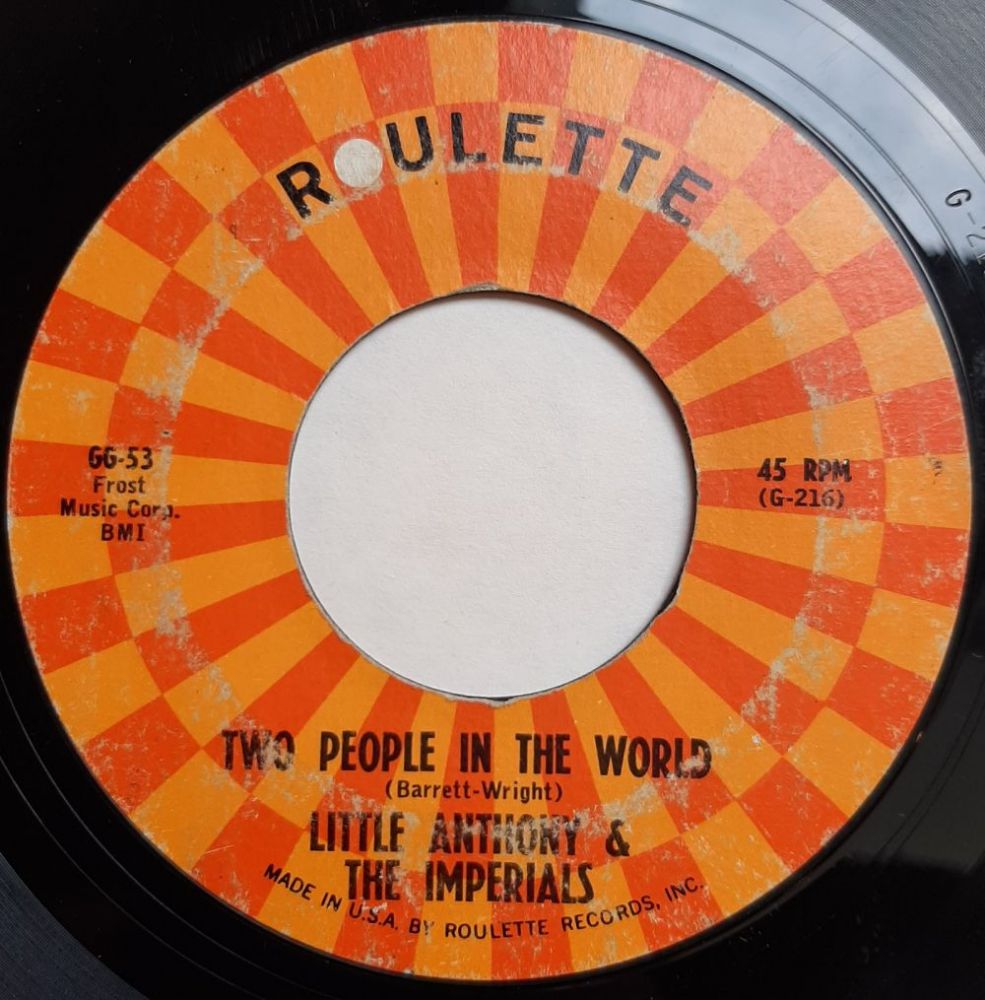 ROULETTE
GG-53
Frost
Music Corp.
BMI
45 RPM
(G-216)
TWO PEOPLE IN THE WORLD
(Barrett-Wright)
LITTLE ANTHONY &
THE IMPERIALS
MADE IN U.S.A. BY ROULETTE RECORDS, INC.